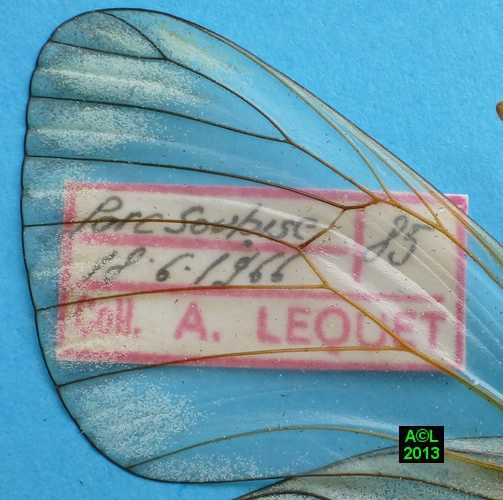 Parc Soubise
85
18.6.1966
Coll. A. LEQUET
A©L
2013